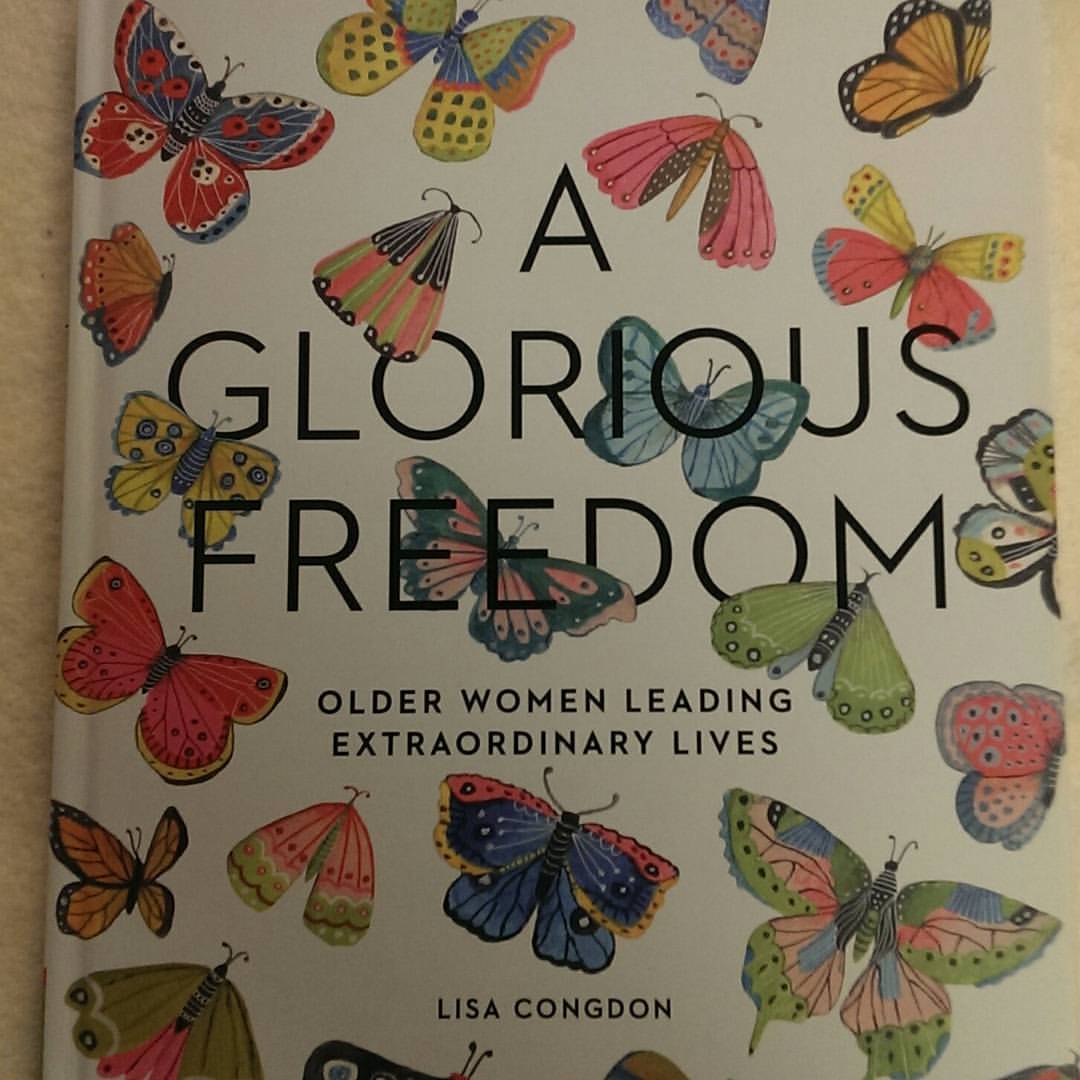 A
GLORIOUS
FREEDOM
OLDER WOMEN LEADING
EXTRAORDINARY LIVES
LISA CONGDON